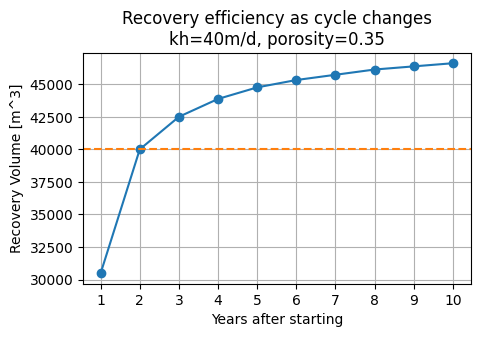 Recovery efficiency as cycle changes
kh=40m/d, porosity=0.35
Recovery Volume [m^3]
45000
42500
40000
37500
35000
32500
30000
1 2 3 4 5 6 7 8 9 10
Years after starting